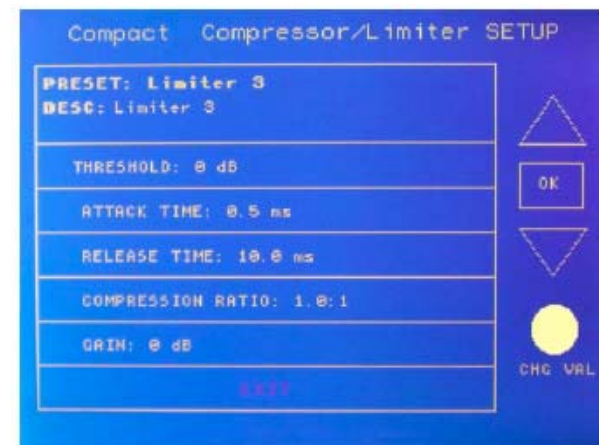 Compact Compressor/Limiter SETUP
PRESET: Limiter 3
DESC: Limiter 3
THRESHOLD: 0 dB
ATTACK TIME: 0.5 ms
RELEASE TIME: 10.0 ms
COMPRESSION RATIO: 1.0:1
GAIN: 0 dB
EXIT
OK
CHG VAL